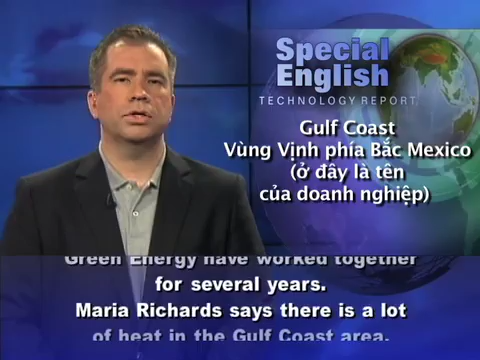 Special
English
TECHNOLOGY REPORT
Gulf Coast
Vùng Vịnh phía Bắc Mexico
(ở đây là tên
của doanh nghiệp)
Green Energy have worked together
for several years.
Maria Richards says there is a lot
of heat in the Gulf Coast area.